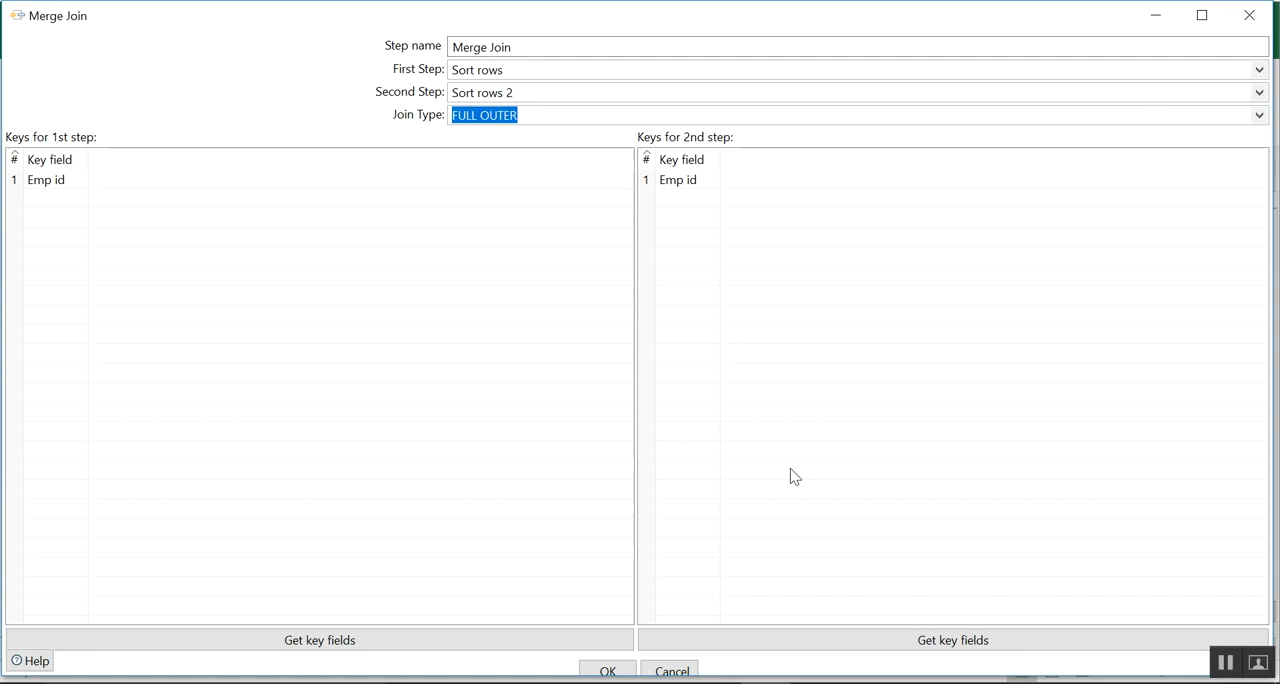 Merge Join
Step name Merge Join
First Step: Sort rows
Second Step: Sort rows 2
Join Type: FULL OUTER
Keys for 1st step: Keys for 2nd step:
# Key field # Key field
1 Emp id 1 Emp id
Get key fields Get key fields
Help
OK Cancel